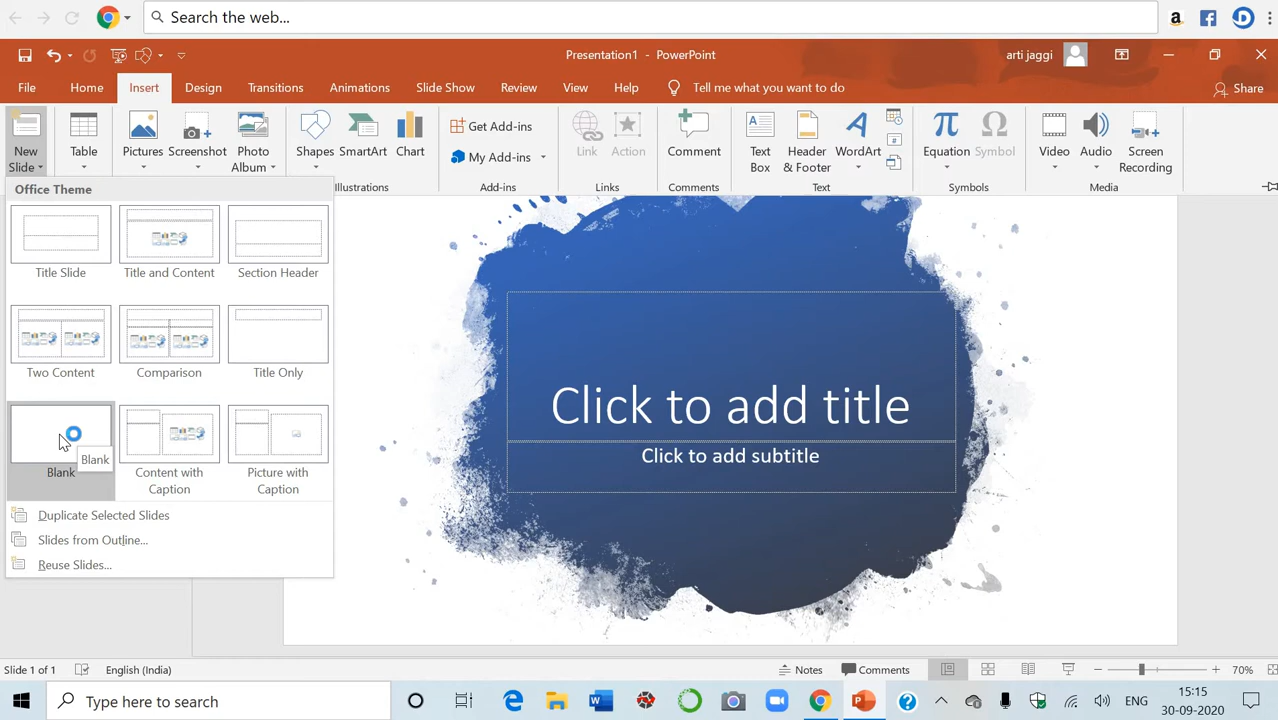 Search the web...
Presentation1 - PowerPoint
arti jaggi
File Home Insert Design Transitions Animations Slide Show Review View Help Tell me what you want to do Share
New Slide
Table
Pictures
Screenshot
Photo Album
Shapes
SmartArt
Chart
Get Add-ins
My Add-ins
Link
Action
Comment
Text Box
Header & Footer
WordArt
Equation
Symbol
Video
Audio
Screen Recording
Illustrations
Add-ins
Links
Comments
Text
Symbols
Media
Office Theme
Title Slide
Title and Content
Section Header
Two Content
Comparison
Title Only
Blank
Blank
Content with Caption
Picture with Caption
Duplicate Selected Slides
Slides from Outline...
Reuse Slides...
Click to add title
Click to add subtitle
Slide 1 of 1
English (India)
Notes
Comments
70%
Type here to search
ENG
15:15
30-09-2020